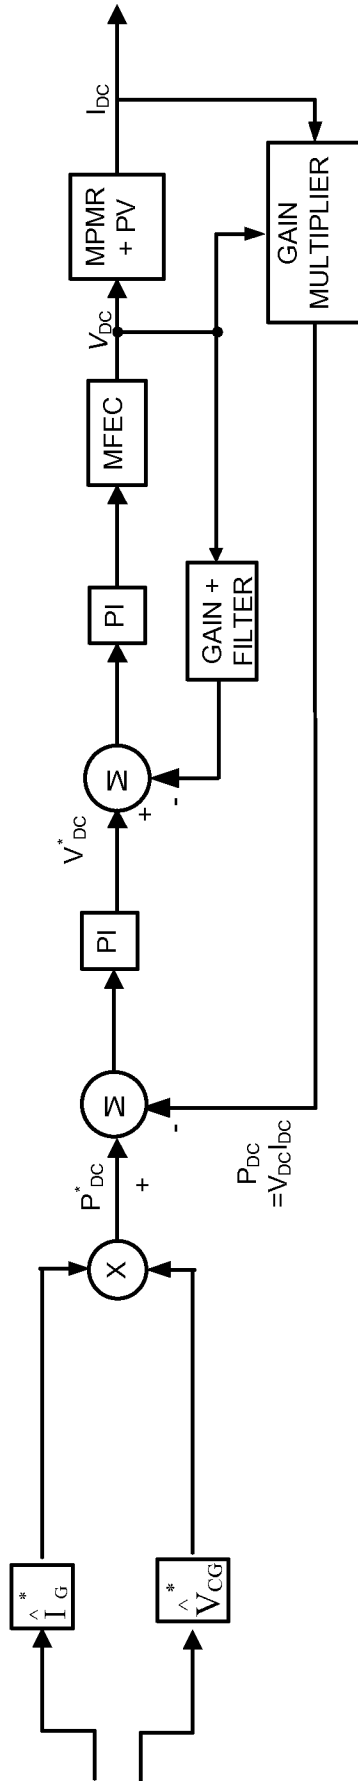 ^ *
I G
^ *
V CG
X
P*DC
+
-
M
PI
V*DC
+
-
M
PI
MFEC
VDC
MPMR
+ PV
IDC
GAIN +
FILTER
GAIN
MULTIPLIER
PDC
=VDCIDC